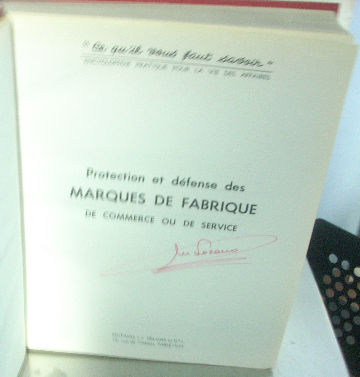 "Ce qu'il vous faut savoir"
ENCYCLOPÉDIE PRATIQUE POUR LA VIE DES AFFAIRES
Protection et défense des
MARQUES DE FABRIQUE
DE COMMERCE OU DE SERVICE